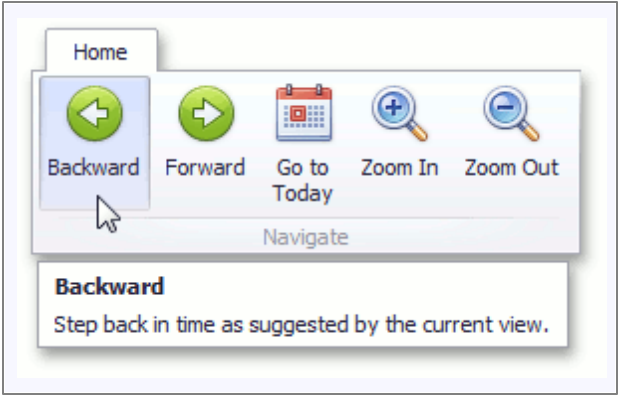 Home
Backward
Forward
Go to
Today
Zoom In
Zoom Out
Navigate
Backward
Step back in time as suggested by the current view.